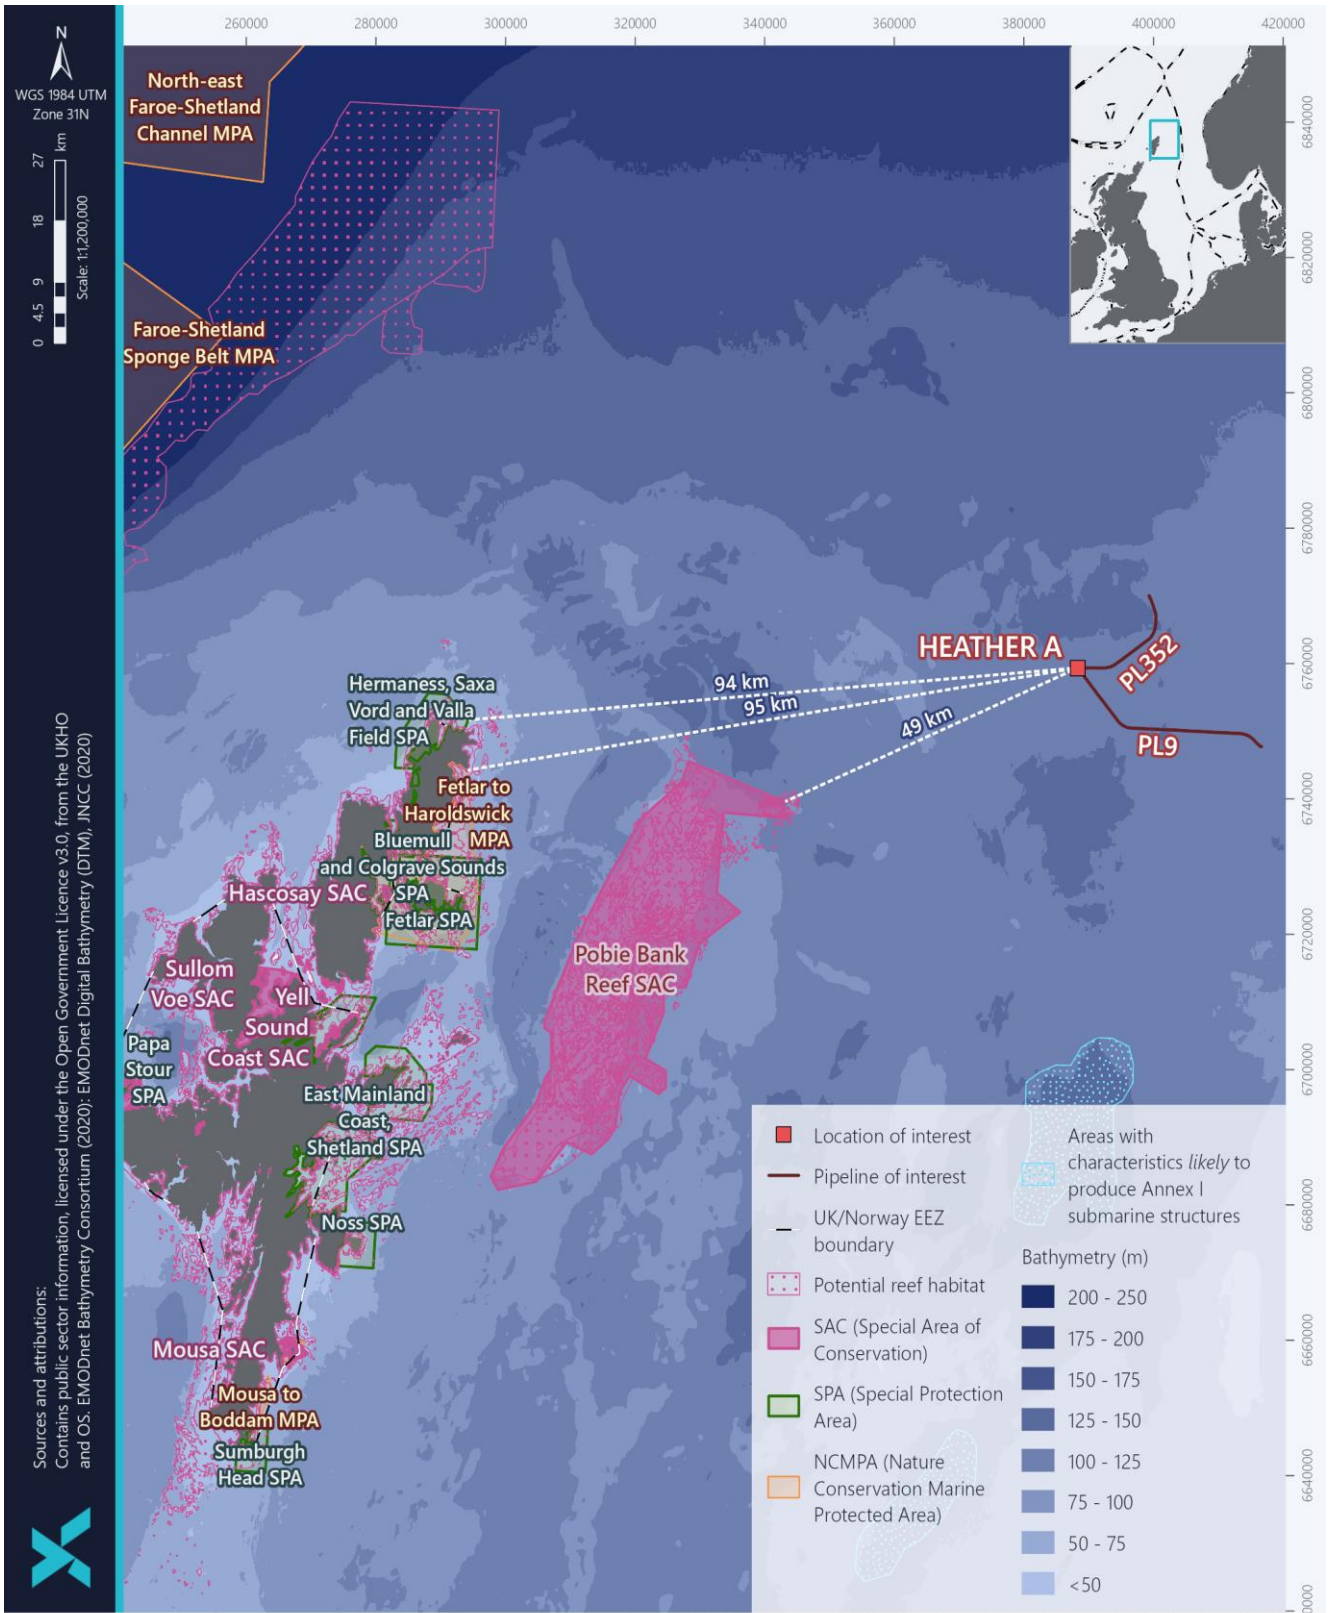 260000
280000
300000
320000
340000
360000
380000
400000
420000
N
WGS 1984 UTM
Zone 31N
0 4.5 9 18 27 km
Scale: 1:1,200,000
North-east
Faroe-Shetland
Channel MPA
Faroe-Shetland
Sponge Belt MPA
6840000
6820000
6800000
6780000
6760000
6740000
6720000
6700000
6680000
6660000
6640000
HEATHER A
PL352
PL9
94 km
95 km
49 km
Hermaness, Saxa
Vord and Valla
Field SPA
Fetlar to
Haroldswick
MPA
Bluemull
and Colgrave Sounds
SPA
Fetlar SPA
Hascosay SAC
Sullom
Voe SAC
Yell
Sound
Coast SAC
Papa
Stour
SPA
Pobie Bank
Reef SAC
East Mainland
Coast,
Shetland SPA
Noss SPA
Mousa SAC
Mousa to
Boddam MPA
Sumburgh
Head SPA
Location of interest
Pipeline of interest
UK/Norway EEZ
boundary
Potential reef habitat
SAC (Special Area of
Conservation)
SPA (Special Protection
Area)
NCMPA (Nature
Conservation Marine
Protected Area)
Areas with
characteristics likely to
produce Annex I
submarine structures
Bathymetry (m)
200 - 250
175 - 200
150 - 175
125 - 150
100 - 125
75 - 100
50 - 75
<50
Sources and attributions:
Contains public sector information, licensed under the Open Government Licence v3.0, from the UKHO
and OS. EMODnet Bathymetry Consortium (2020): EMODnet Digital Bathymetry (DTM), JNCC (2020)